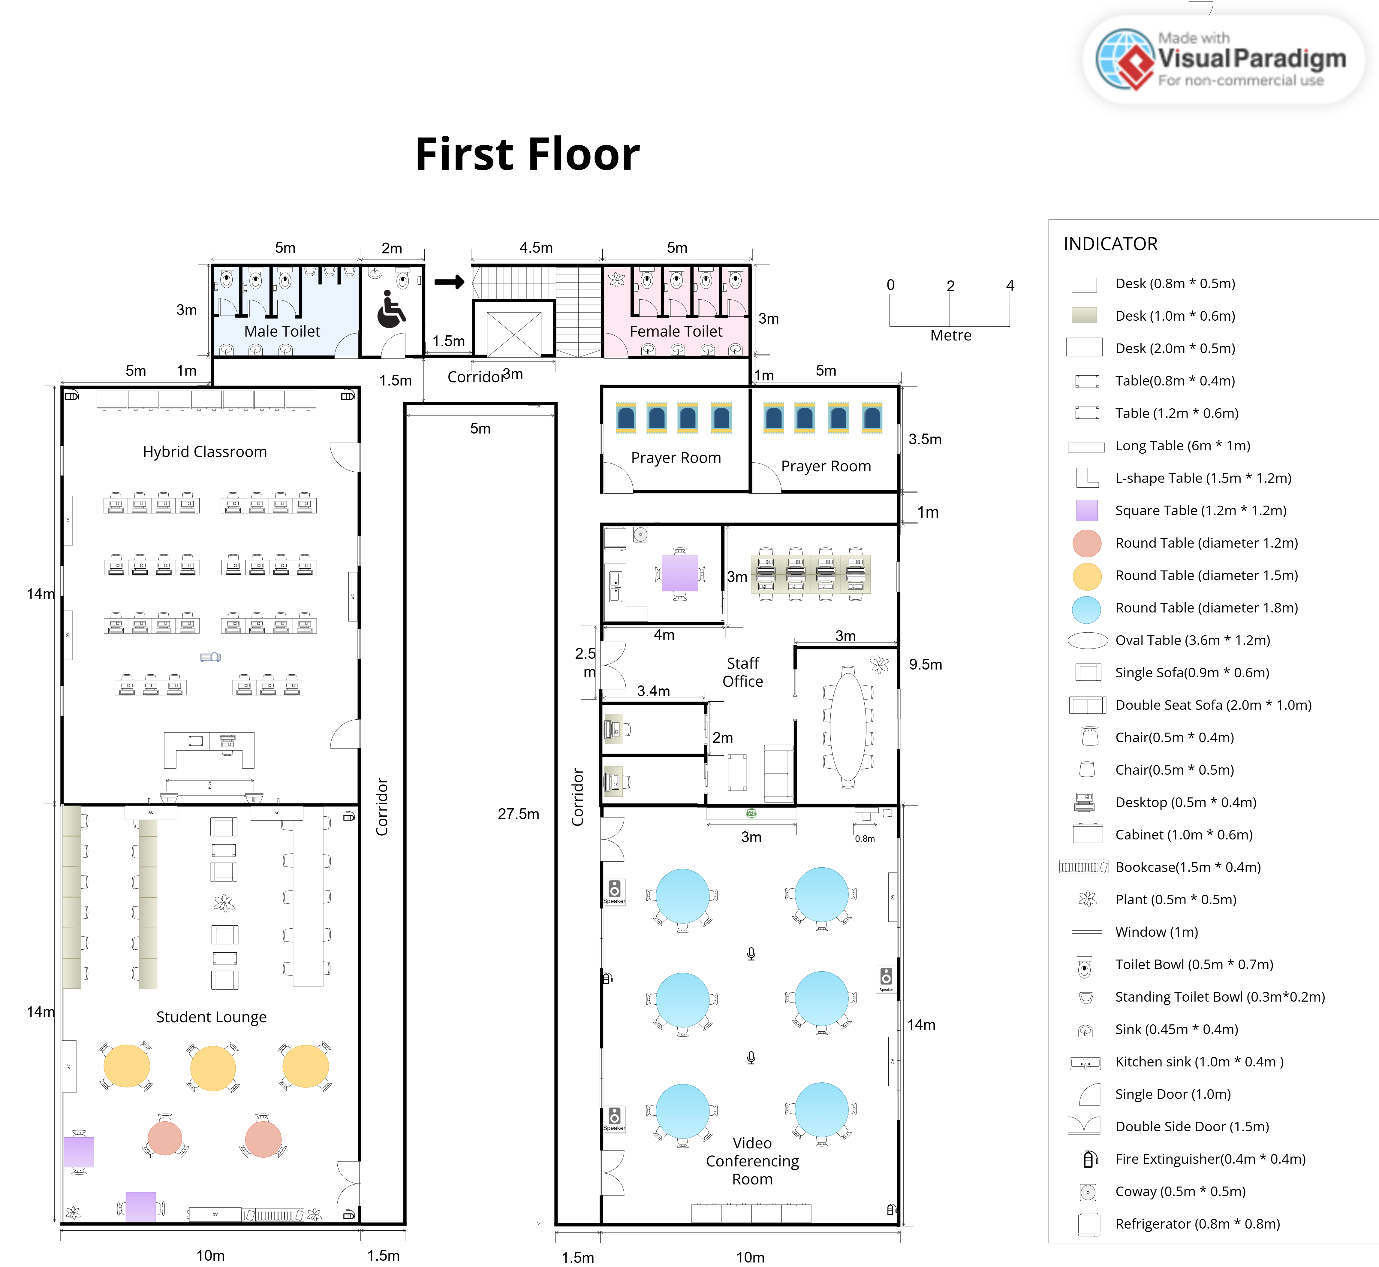 Made with
VisualParadigm
For non-commercial use
First Floor
5m
2m
4.5m
5m
3m
Male Toilet
1.5m
Female Toilet
3m
0
2
4
Metre
5m
1m
1.5m
Corridor
3m
1m
5m
5m
Hybrid Classroom
Prayer Room
Prayer Room
3.5m
1m
14m
3m
4m
2.5
m
3m
Staff
Office
9.5m
3.4m
2m
Corridor
Corridor
27.5m
3m
0.8m
Speaker
Speaker
Student Lounge
14m
14m
Speaker
Video
Conferencing
Room
10m
1.5m
1.5m
10m
INDICATOR
Desk (0.8m * 0.5m)
Desk (1.0m * 0.6m)
Desk (2.0m * 0.5m)
Table(0.8m * 0.4m)
Table (1.2m * 0.6m)
Long Table (6m * 1m)
L-shape Table (1.5m * 1.2m)
Square Table (1.2m * 1.2m)
Round Table (diameter 1.2m)
Round Table (diameter 1.5m)
Round Table (diameter 1.8m)
Oval Table (3.6m * 1.2m)
Single Sofa(0.9m * 0.6m)
Double Seat Sofa (2.0m * 1.0m)
Chair(0.5m * 0.4m)
Chair(0.5m * 0.5m)
Desktop (0.5m * 0.4m)
Cabinet (1.0m * 0.6m)
Bookcase(1.5m * 0.4m)
Plant (0.5m * 0.5m)
Window (1m)
Toilet Bowl (0.5m * 0.7m)
Standing Toilet Bowl (0.3m*0.2m)
Sink (0.45m * 0.4m)
Kitchen sink (1.0m * 0.4m )
Single Door (1.0m)
Double Side Door (1.5m)
Fire Extinguisher(0.4m * 0.4m)
Coway (0.5m * 0.5m)
Refrigerator (0.8m * 0.8m)